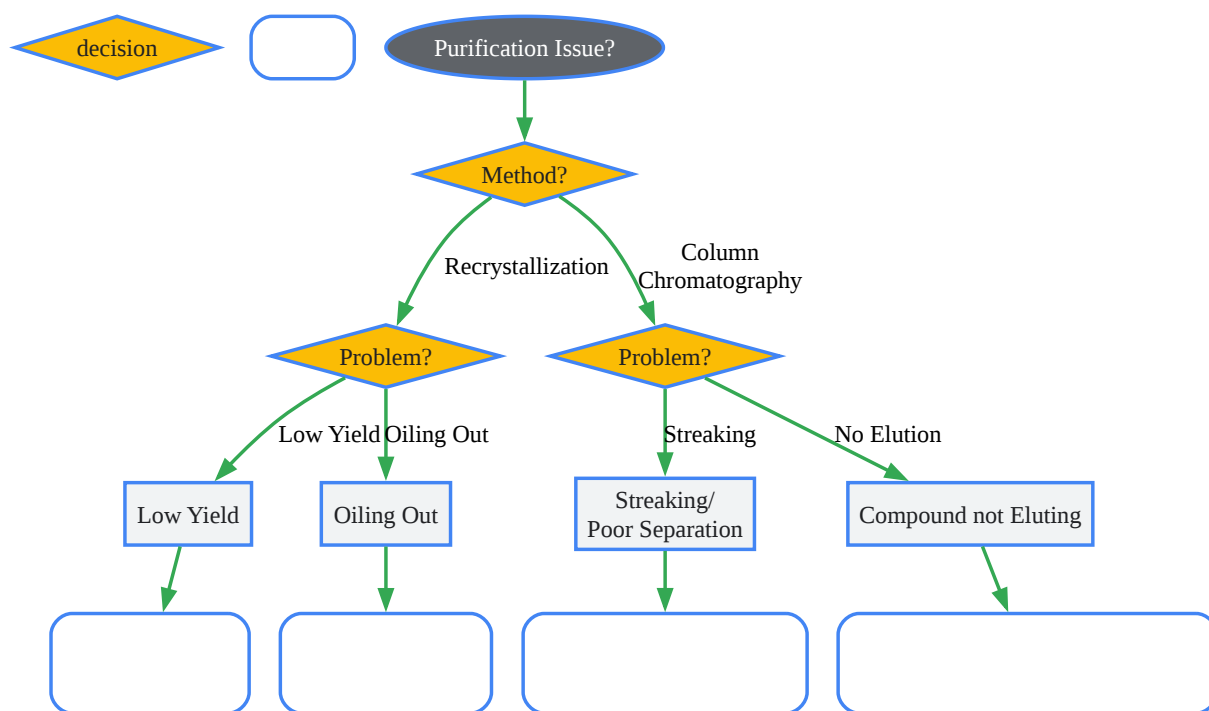 decision
Purification Issue?
Method?
Recrystallization
Column
Chromatography
Problem?
Problem?
Low Yield
Oiling Out
Streaking
No Elution
Low Yield
Oiling Out
Streaking/
Poor Separation
Compound not Eluting